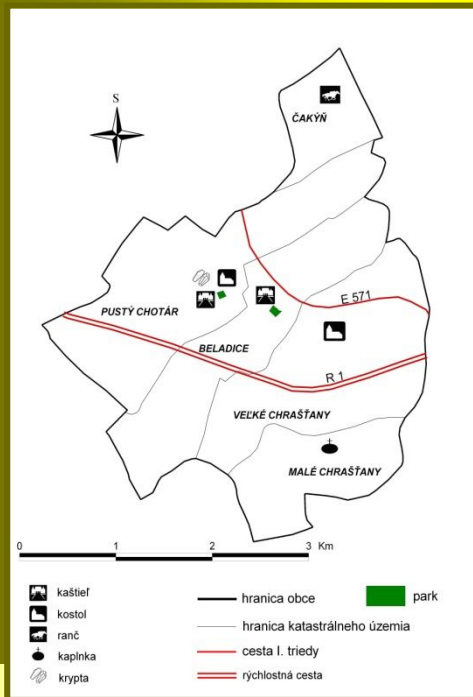 S
ČAKÝŇ
E 571
PUSTÝ CHOTÁR
BELADICE
R 1
VEĽKÉ CHRAŠŤANY
MALÉ CHRAŠŤANY
0 1 2 3 Km
kaštieľ
kostol
ranč
kaplnka
krypta
hranica obce
hranica katastrálneho územia
cesta I. triedy
rýchlostná cesta
park